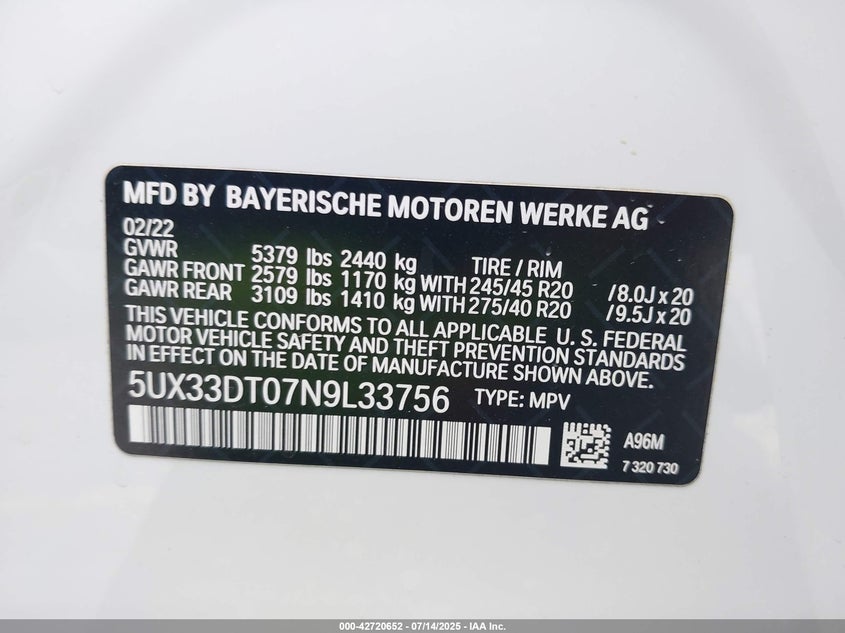 MFD BY BAYERISCHE MOTOREN WERKE AG
02/22
GVWR 5379 lbs 2440 kg TIRE / RIM
GAWR FRONT 2579 lbs 1170 kg WITH 245/45 R20 /8.0J x 20
GAWR REAR 3109 lbs 1410 kg WITH 275/40 R20 /9.5J x 20
THIS VEHICLE CONFORMS TO ALL APPLICABLE U. S. FEDERAL
MOTOR VEHICLE SAFETY AND THEFT PREVENTION STANDARDS
IN EFFECT ON THE DATE OF MANUFACTURE SHOWN ABOVE.
5UX33DT07N9L33756 TYPE: MPV
A96M
7 320 730
000-42720652 - 07/14/2025 - IAA Inc.